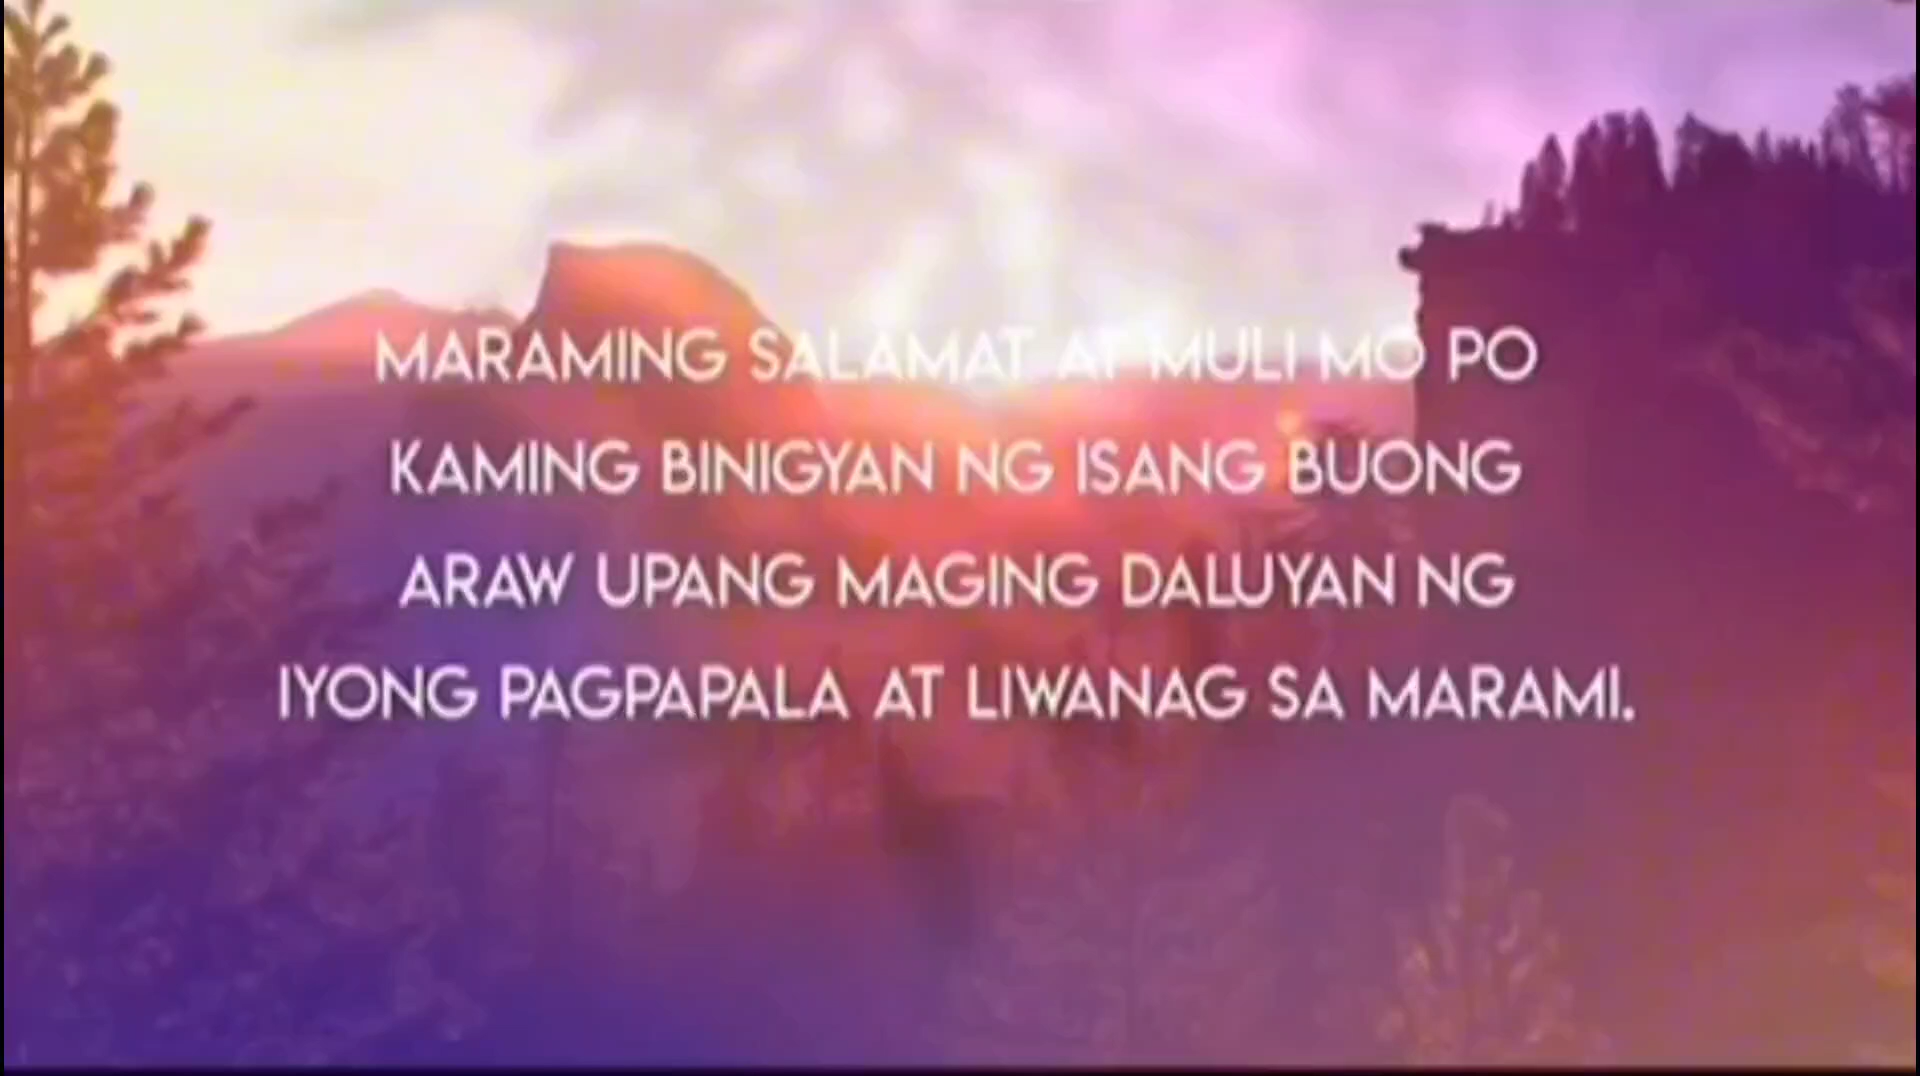 MARAMING SALAMAT AT MULI MO PO
KAMING BINIGYAN NG ISANG BUONG
ARAW UPANG MAGING DALUYAN NG
IYONG PAGPAPALA AT LIWANAG SA MARAMI.